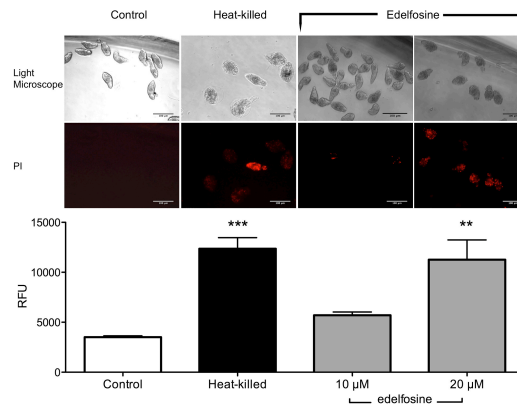 Control Heat-killed Edelfosine
Light
Microscope
PI
15000
10000
5000
0
RFU
*** **
Control Heat-killed 10 µM 20 µM
edelfosine